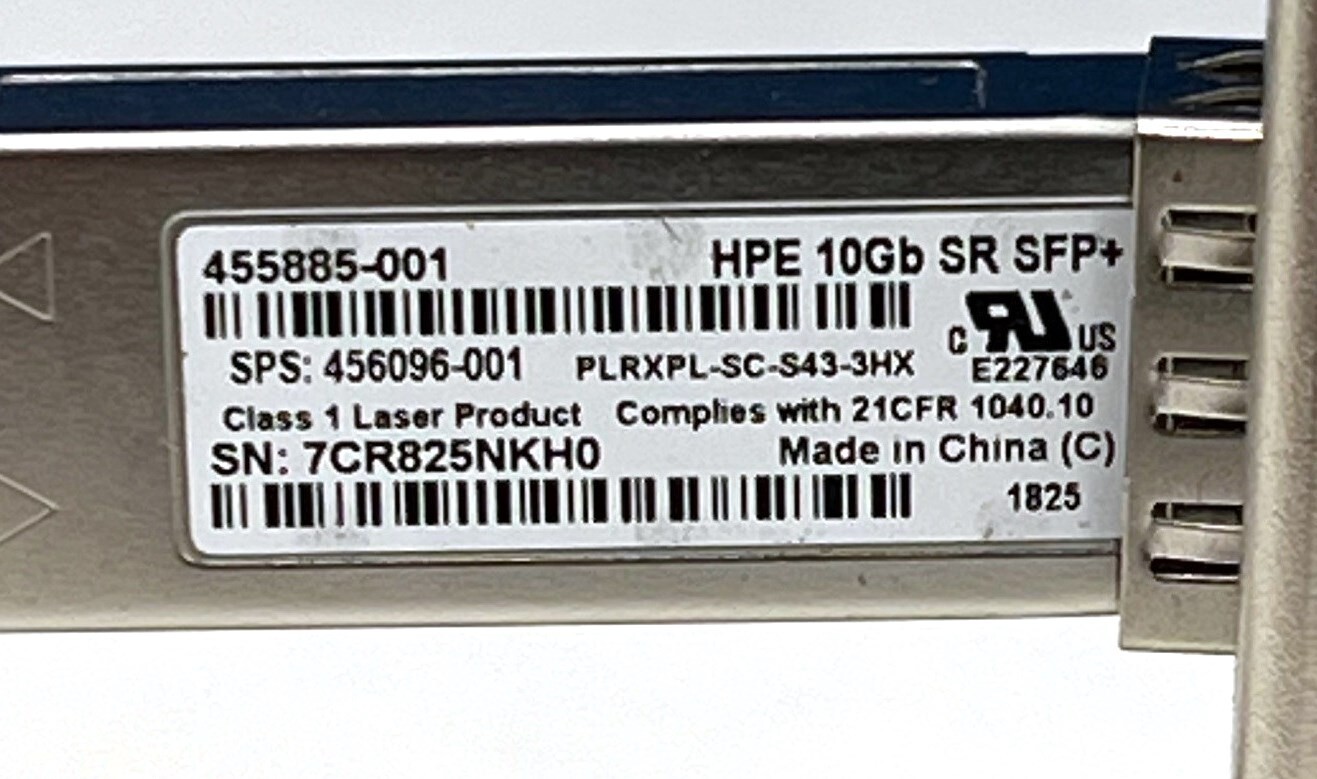 455885-001 HPE 10Gb SR SFP+
C RU US
SPS: 456096-001 PLRXPL-SC-S43-3HX E227646
Class 1 Laser Product Complies with 21CFR 1040.10
SN: 7CR825NKH0 Made in China (C)
1825